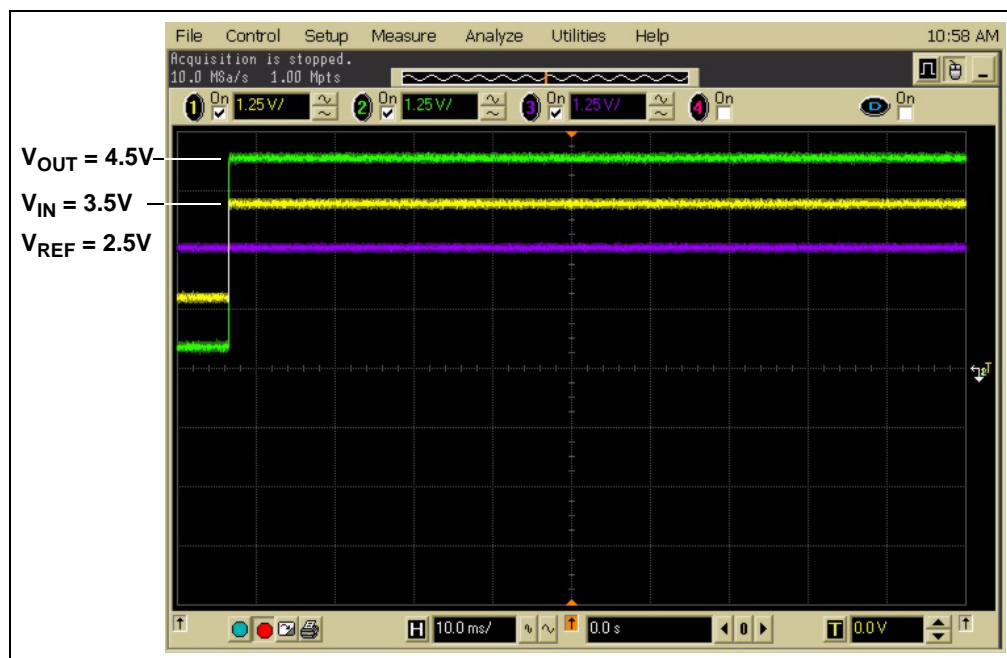 File Control Setup Measure Analyze Utilities Help 10:58 AM
Acquisition is stopped.
10.0 MSa/s 1.00 Mpts
1 On 1.25 V/ 2 On 1.25 V/ 3 On 1.25 V/ 4 On D On
VOUT = 4.5V
VIN = 3.5V
VREF = 2.5V
T
H 10.0 ms/ 0.0 s 0 T 0.0 V